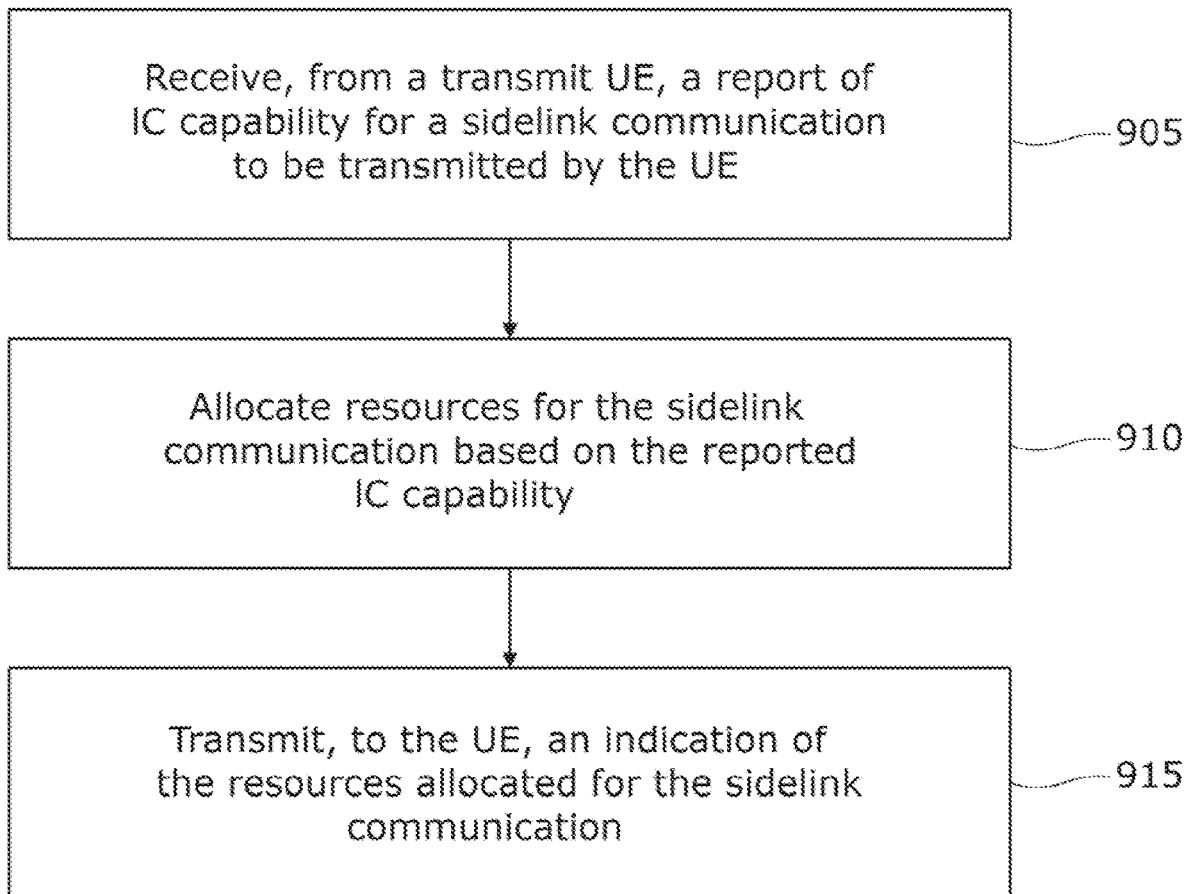 Receive, from a transmit UE, a report of
IC capability for a sidelink communication
to be transmitted by the UE
905
Allocate resources for the sidelink
communication based on the reported
IC capability
910
Transmit, to the UE, an indication of
the resources allocated for the sidelink
communication
915